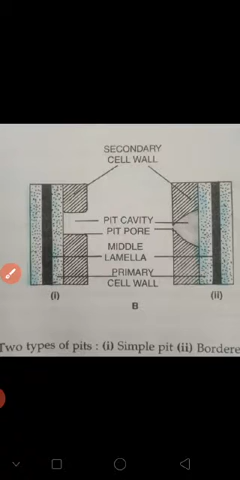 SECONDARY
CELL WALL
PIT CAVITY
PIT PORE
MIDDLE
LAMELLA
PRIMARY
CELL WALL
(i)
(ii)
B
Two types of pits : (i) Simple pit (ii) Bordere